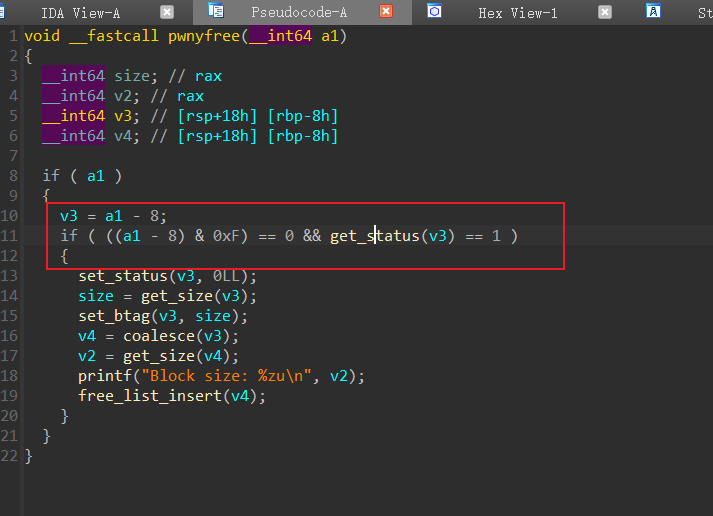 IDA View-A Pseudocode-A Hex View-1 St
1 void __fastcall pwnyfree(__int64 a1)
2 {
3 __int64 size; // rax
4 __int64 v2; // rax
5 __int64 v3; // [rsp+18h] [rbp-8h]
6 __int64 v4; // [rsp+18h] [rbp-8h]
7
8 if ( a1 )
9 {
10 v3 = a1 - 8;
11 if ( ((a1 - 8) & 0xF) == 0 && get_status(v3) == 1 )
12 {
13 set_status(v3, 0LL);
14 size = get_size(v3);
15 set_btag(v3, size);
16 v4 = coalesce(v3);
17 v2 = get_size(v4);
18 printf("Block size: %zu\n", v2);
19 free_list_insert(v4);
20 }
21 }
22 }